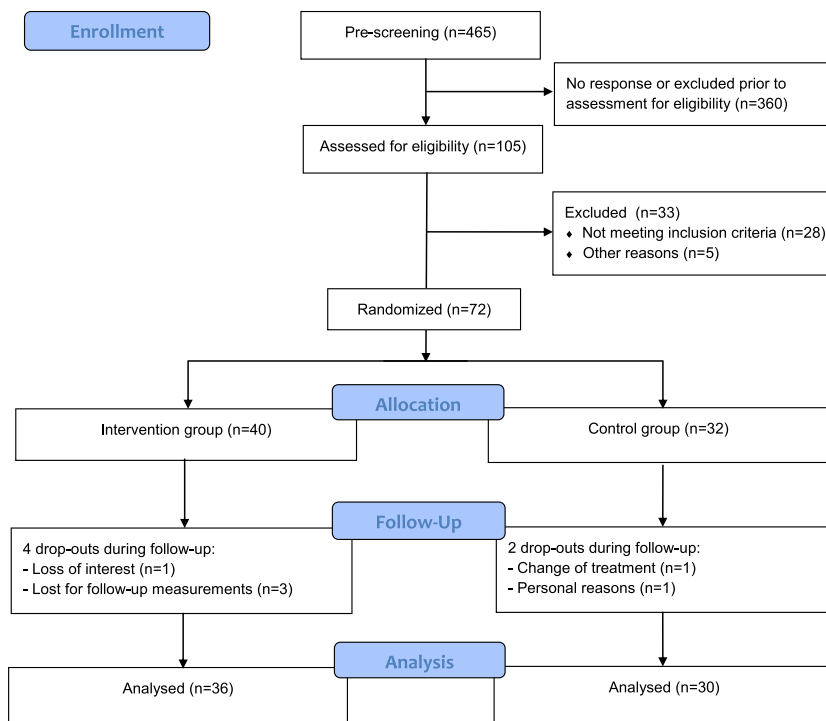 Enrollment
Pre-screening (n=465)
No response or excluded prior to
assessment for eligibility (n=360)
Assessed for eligibility (n=105)
Excluded (n=33)
♦ Not meeting inclusion criteria (n=28)
♦ Other reasons (n=5)
Randomized (n=72)
Allocation
Intervention group (n=40)
Control group (n=32)
Follow-Up
4 drop-outs during follow-up:
- Loss of interest (n=1)
- Lost for follow-up measurements (n=3)
2 drop-outs during follow-up:
- Change of treatment (n=1)
- Personal reasons (n=1)
Analysis
Analysed (n=36)
Analysed (n=30)